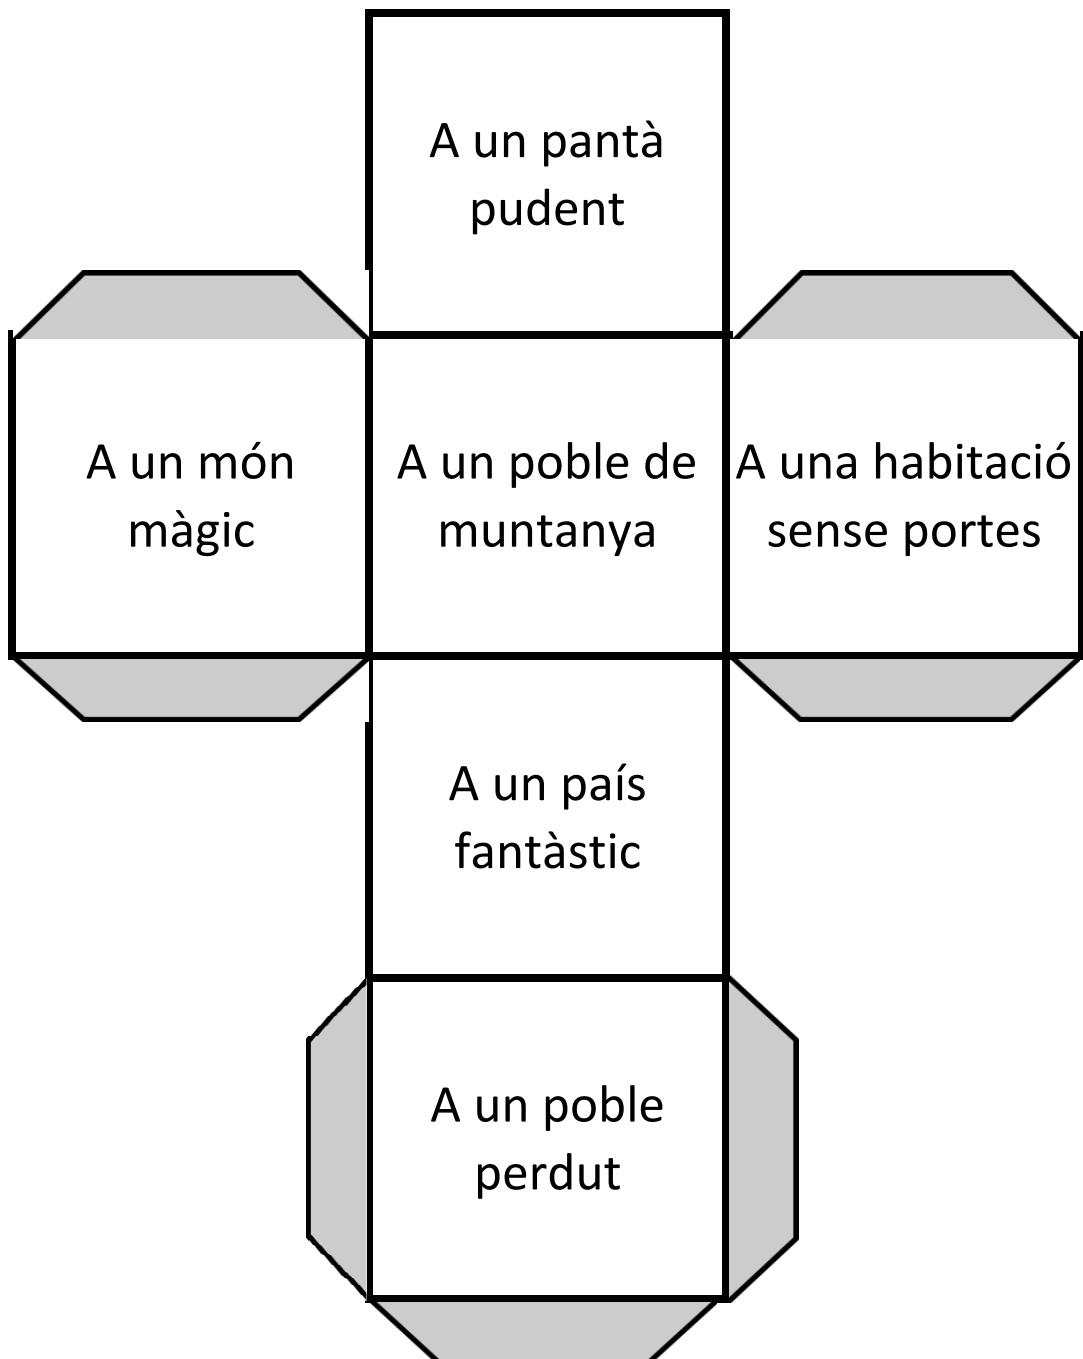 A un pantà
pudent
A un món
màgic
A un poble de
muntanya
A una habitació
sense portes
A un país
fantàstic
A un poble
perdut